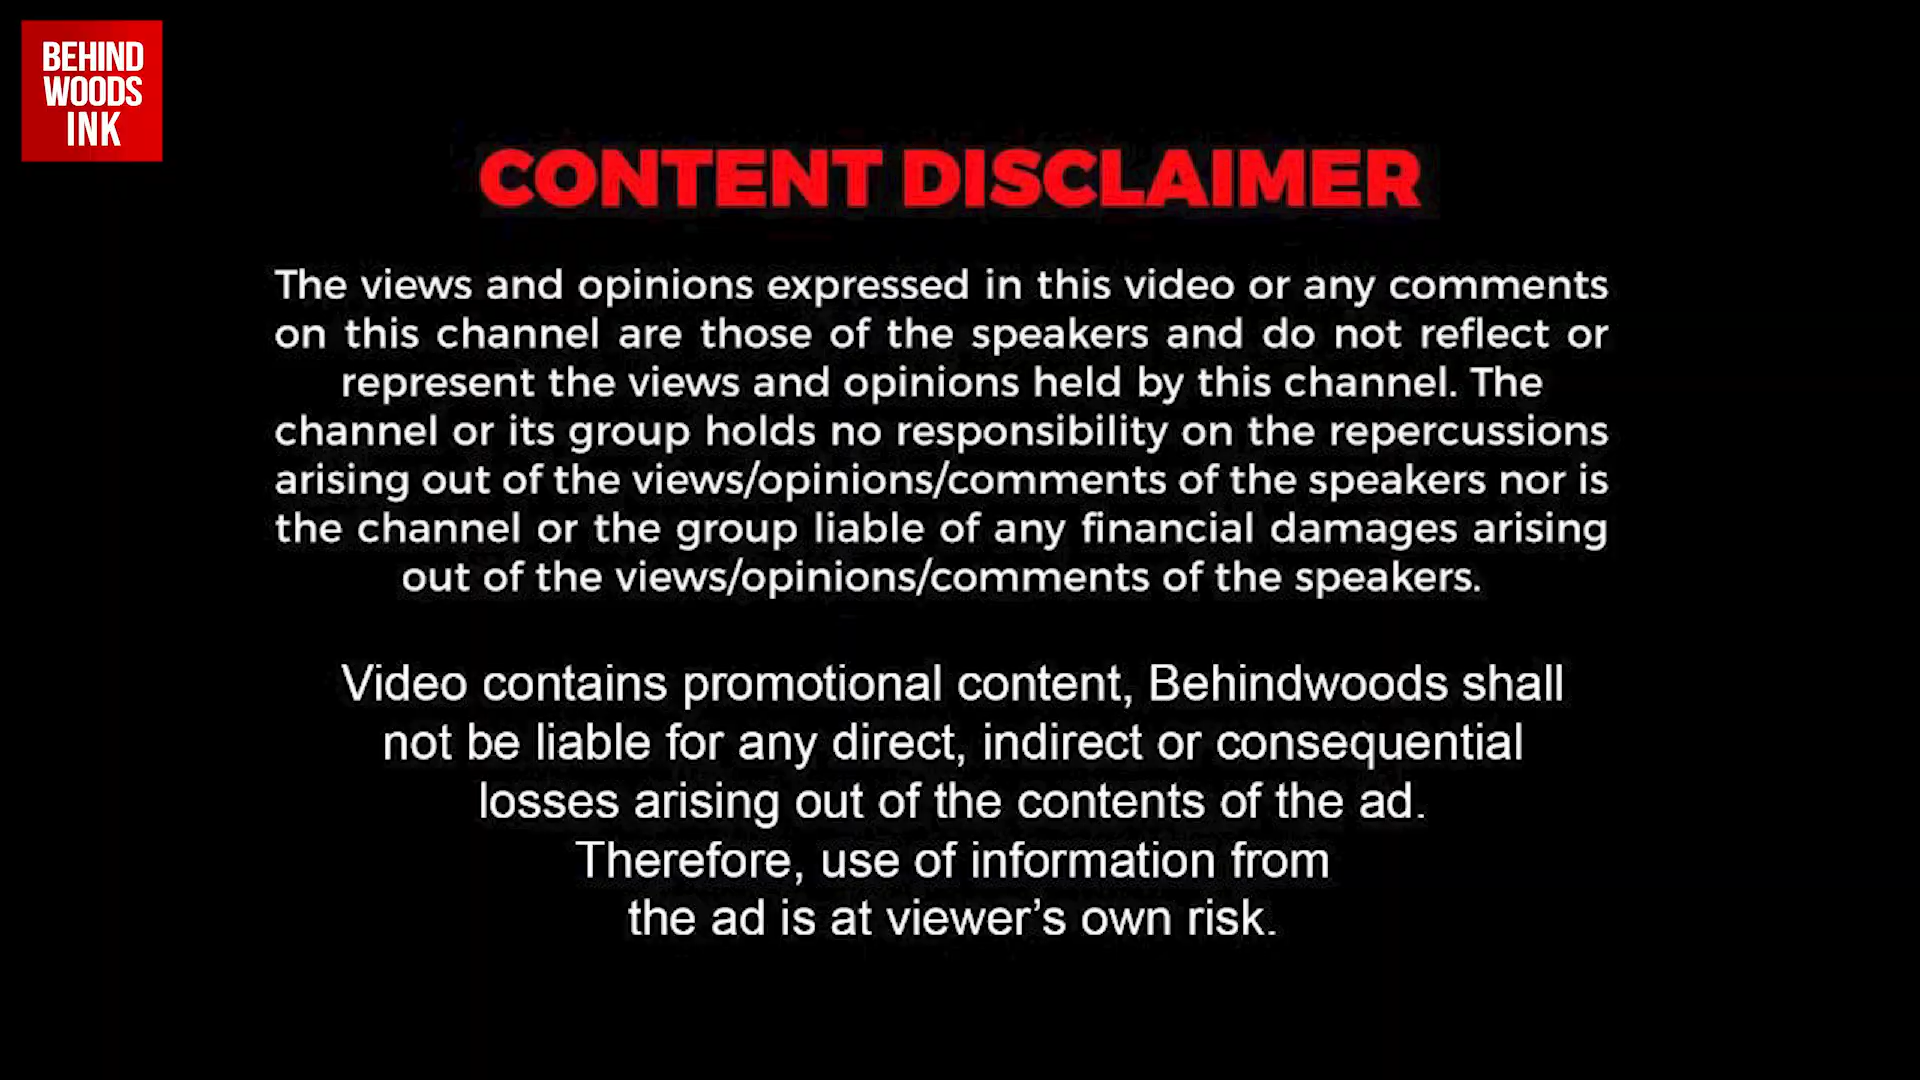 BEHIND
WOODS
INK
CONTENT DISCLAIMER
The views and opinions expressed in this video or any comments
on this channel are those of the speakers and do not reflect or
represent the views and opinions held by this channel. The
channel or its group holds no responsibility on the repercussions
arising out of the views/opinions/comments of the speakers nor is
the channel or the group liable of any financial damages arising
out of the views/opinions/comments of the speakers.
Video contains promotional content, Behindwoods shall
not be liable for any direct, indirect or consequential
losses arising out of the contents of the ad.
Therefore, use of information from
the ad is at viewer’s own risk.